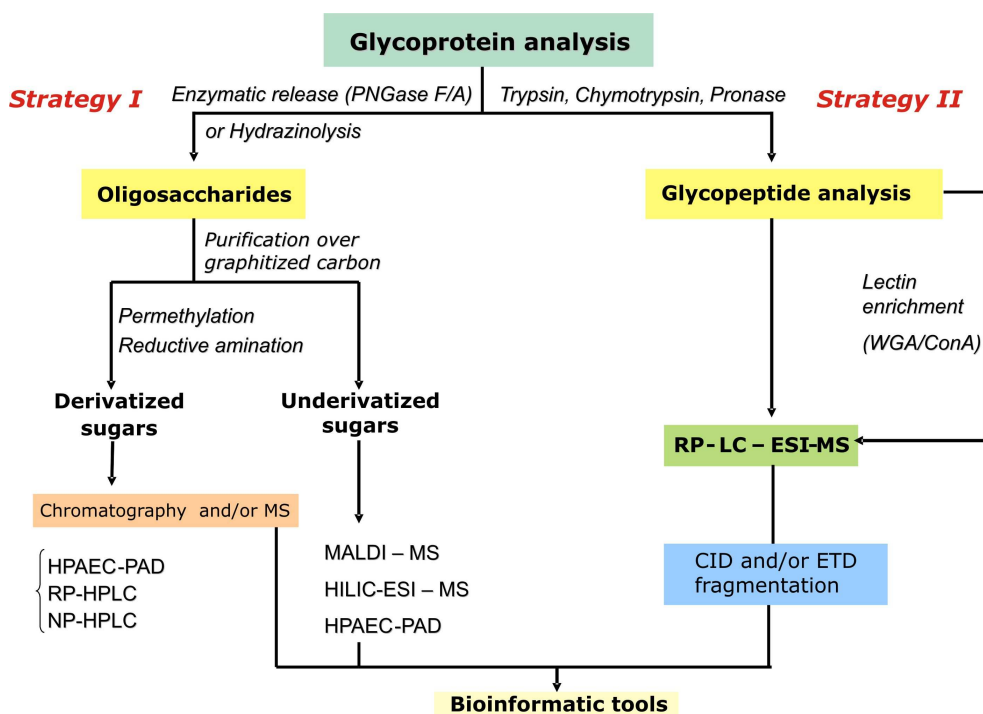 Glycoprotein analysis
Strategy I
Enzymatic release (PNGase F/A)
or Hydrazinolysis
Trypsin, Chymotrypsin, Pronase
Strategy II
Oligosaccharides
Glycopeptide analysis
Purification over
graphitized carbon
Lectin
enrichment
(WGA/ConA)
Permethylation
Reductive amination
Derivatized
sugars
Underivatized
sugars
RP-LC – ESI-MS
Chromatography and/or MS
HPAEC-PAD
RP-HPLC
NP-HPLC
MALDI – MS
HILIC-ESI – MS
HPAEC-PAD
CID and/or ETD
fragmentation
Bioinformatic tools